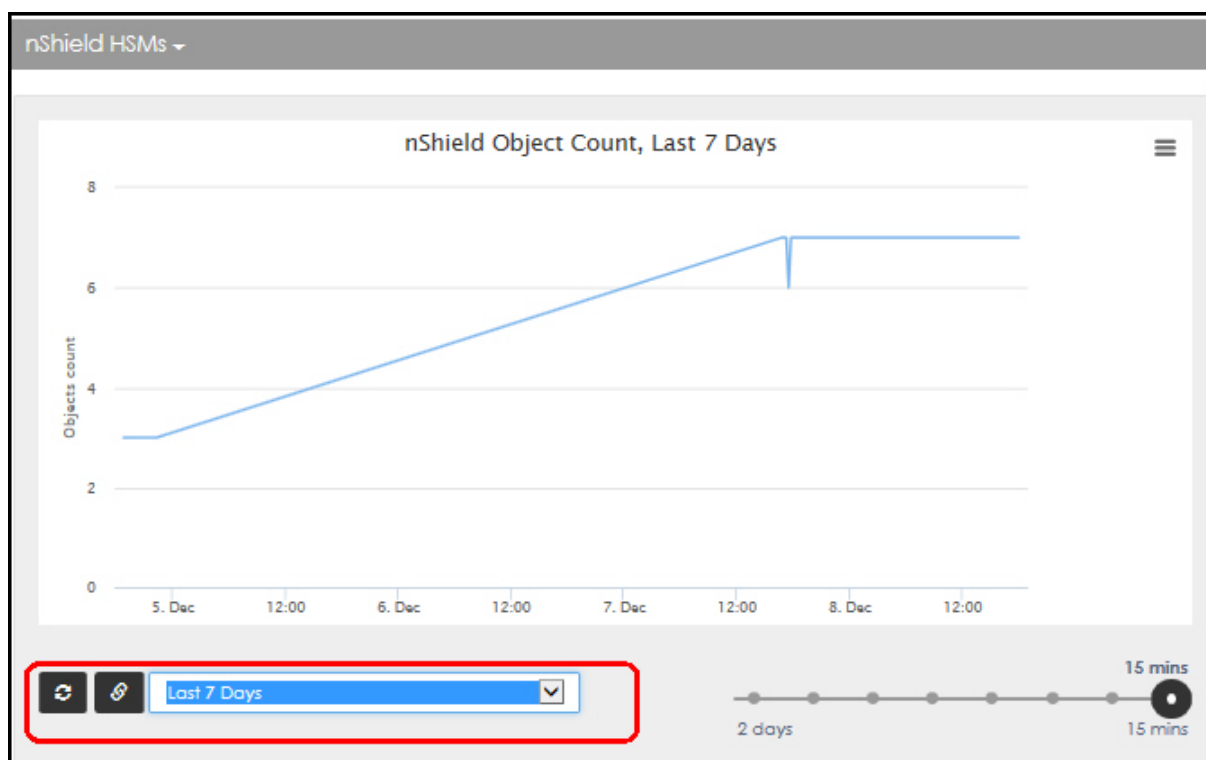 nShield HSMs
nShield Object Count, Last 7 Days
8
6
4
2
0
Objects count
5. Dec 12:00 6. Dec 12:00 7. Dec 12:00 8. Dec 12:00
Last 7 Days
15 mins
2 days 15 mins